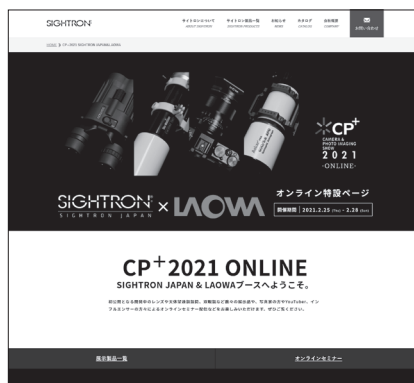 SIGHTRON
サイトロンについて
ABOUT SIGHTRON
サイトロン製品一覧
SIGHTRON PRODUCTS
お知らせ
NEWS
カタログ
CATALOG
会社概要
COMPANY
お問い合わせ
HOME
CP+
CAMERA &
PHOTO IMAGING
SHOW
2021
-ONLINE-
SIGHTRON × LAOWA
SIGHTRON JAPAN
オンライン特設ページ
開催期間 2021.2.25 (Thu) - 2.28 (Sun)
CP+2021 ONLINE
SIGHTRON JAPAN & LAOWAブースへようこそ。
展示製品一覧
オンラインセミナー